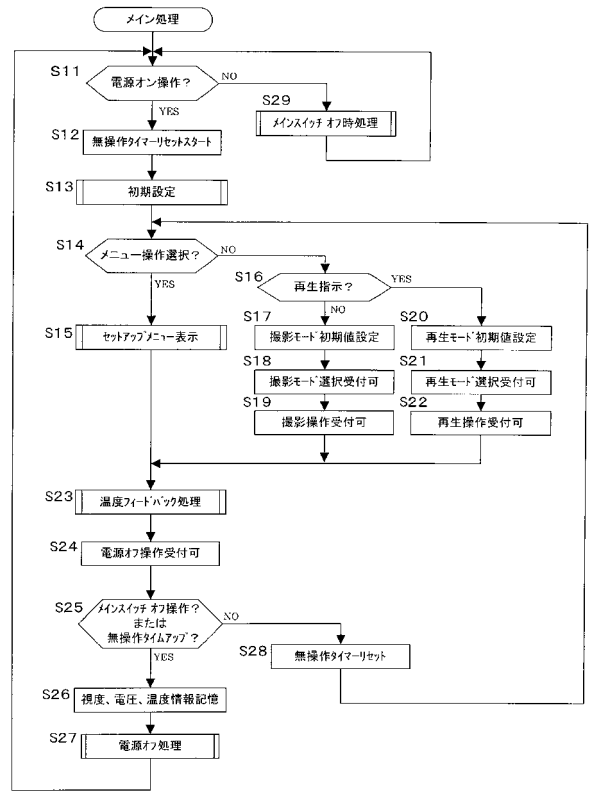 メイン処理
S11
電源オン操作?
NO
YES
S29
メインスイッチ オフ時処理
S12
無操作タイマーリセットスタート
S13
初期設定
S14
メニュー操作選択?
NO
YES
S16
再生指示?
YES
NO
S15
セットアップメニュー表示
S17
撮影モード初期値設定
S20
再生モード初期値設定
S18
撮影モード選択受付可
S21
再生モード選択受付可
S19
撮影操作受付可
S22
再生操作受付可
S23
温度フィードバック処理
S24
電源オフ操作受付可
S25
メインスイッチ オフ操作?
または
無操作タイムアップ?
NO
YES
S28
無操作タイマーリセット
S26
視度、電圧、温度情報記憶
S27
電源オフ処理